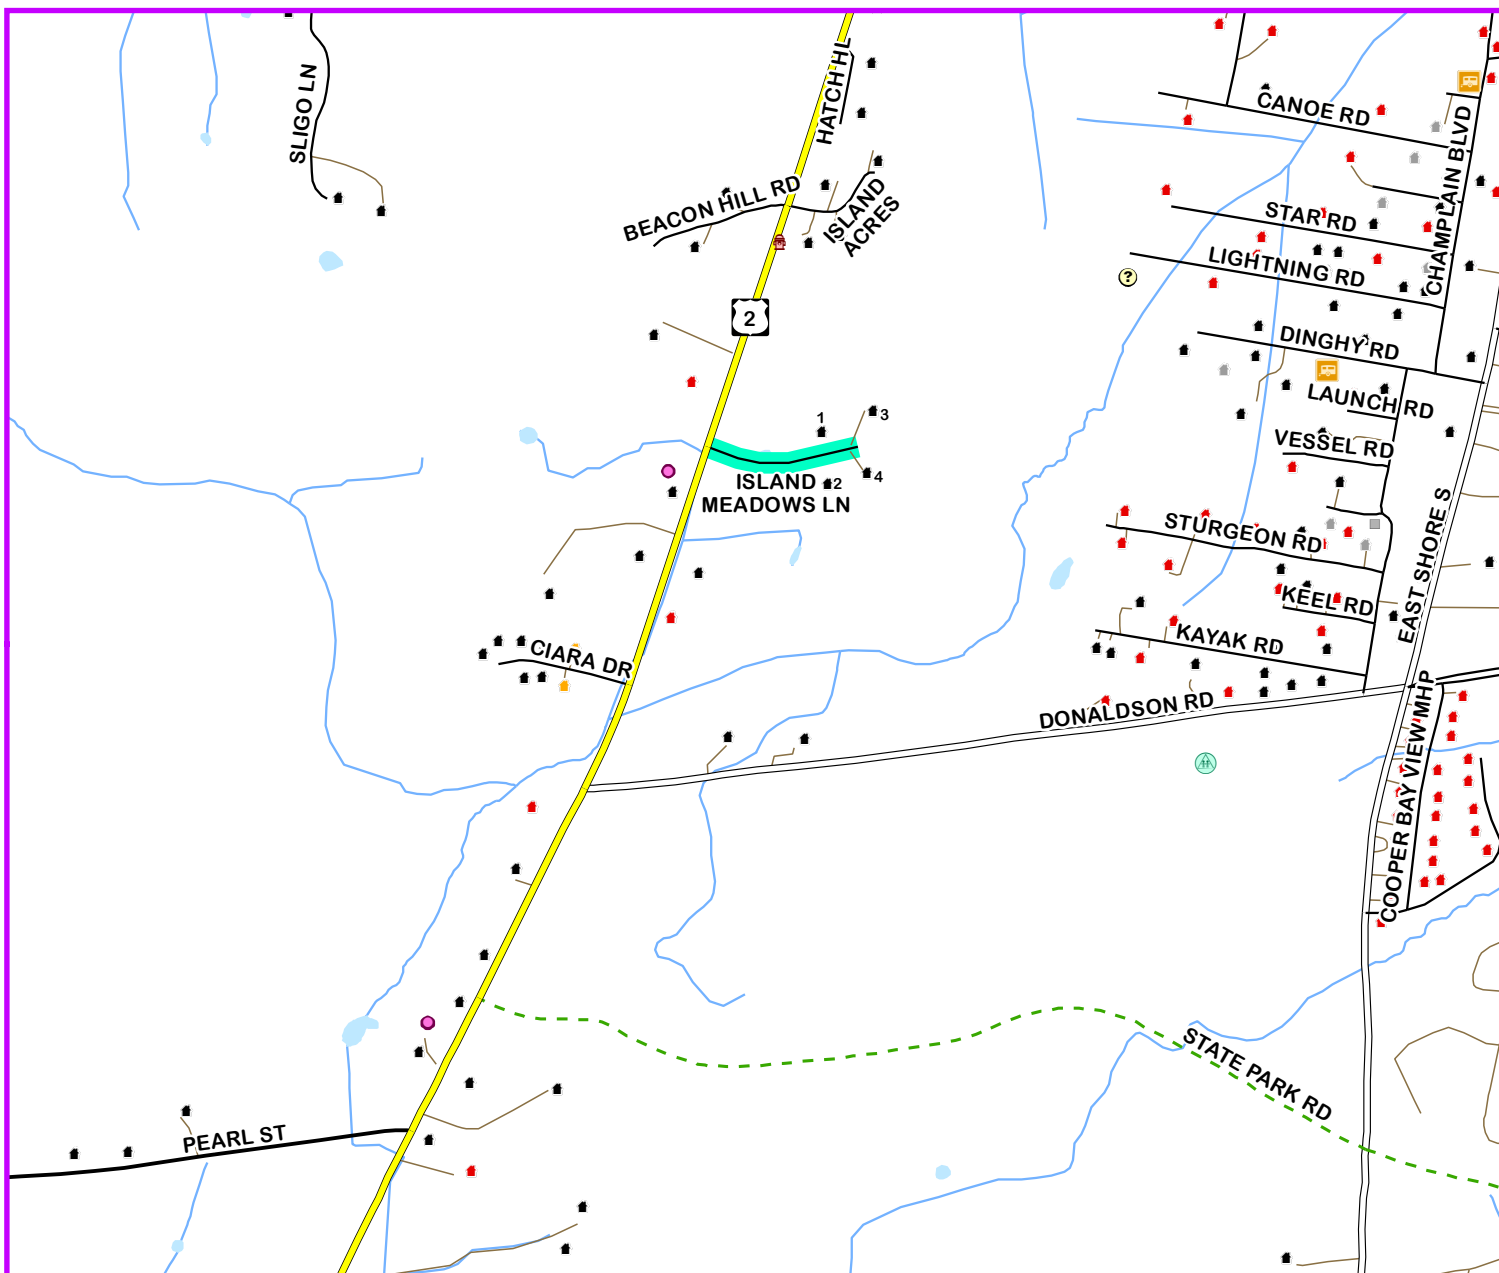 HATCH HL
SLIGO LN
CANOE RD
CHAMPLAIN BLVD
BEACON HILL RD
ISLAND
ACRES
STAR RD
LIGHTNING RD
?
2
DINGHY RD
LAUNCH RD
1
3
VESSEL RD
ISLAND
MEADOWS LN
2
4
STURGEON RD
EAST SHORE S
KEEL RD
KAYAK RD
CIARA DR
DONALDSON RD
COOPER BAY VIEW MHP
STATE PARK RD
PEARL ST